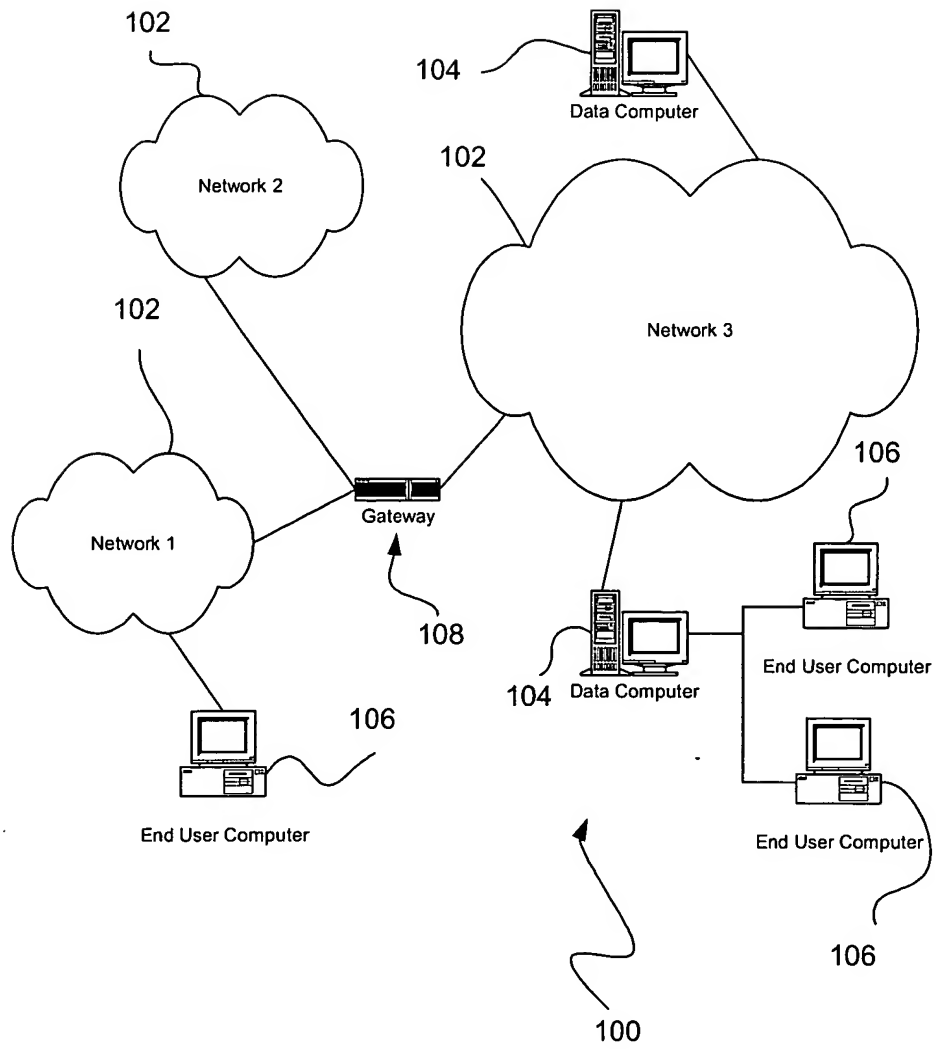 102
104
Data Computer
102
Network 2
102
Network 3
106
Gateway
Network 1
108
End User Computer
104
Data Computer
106
End User Computer
End User Computer
106
100